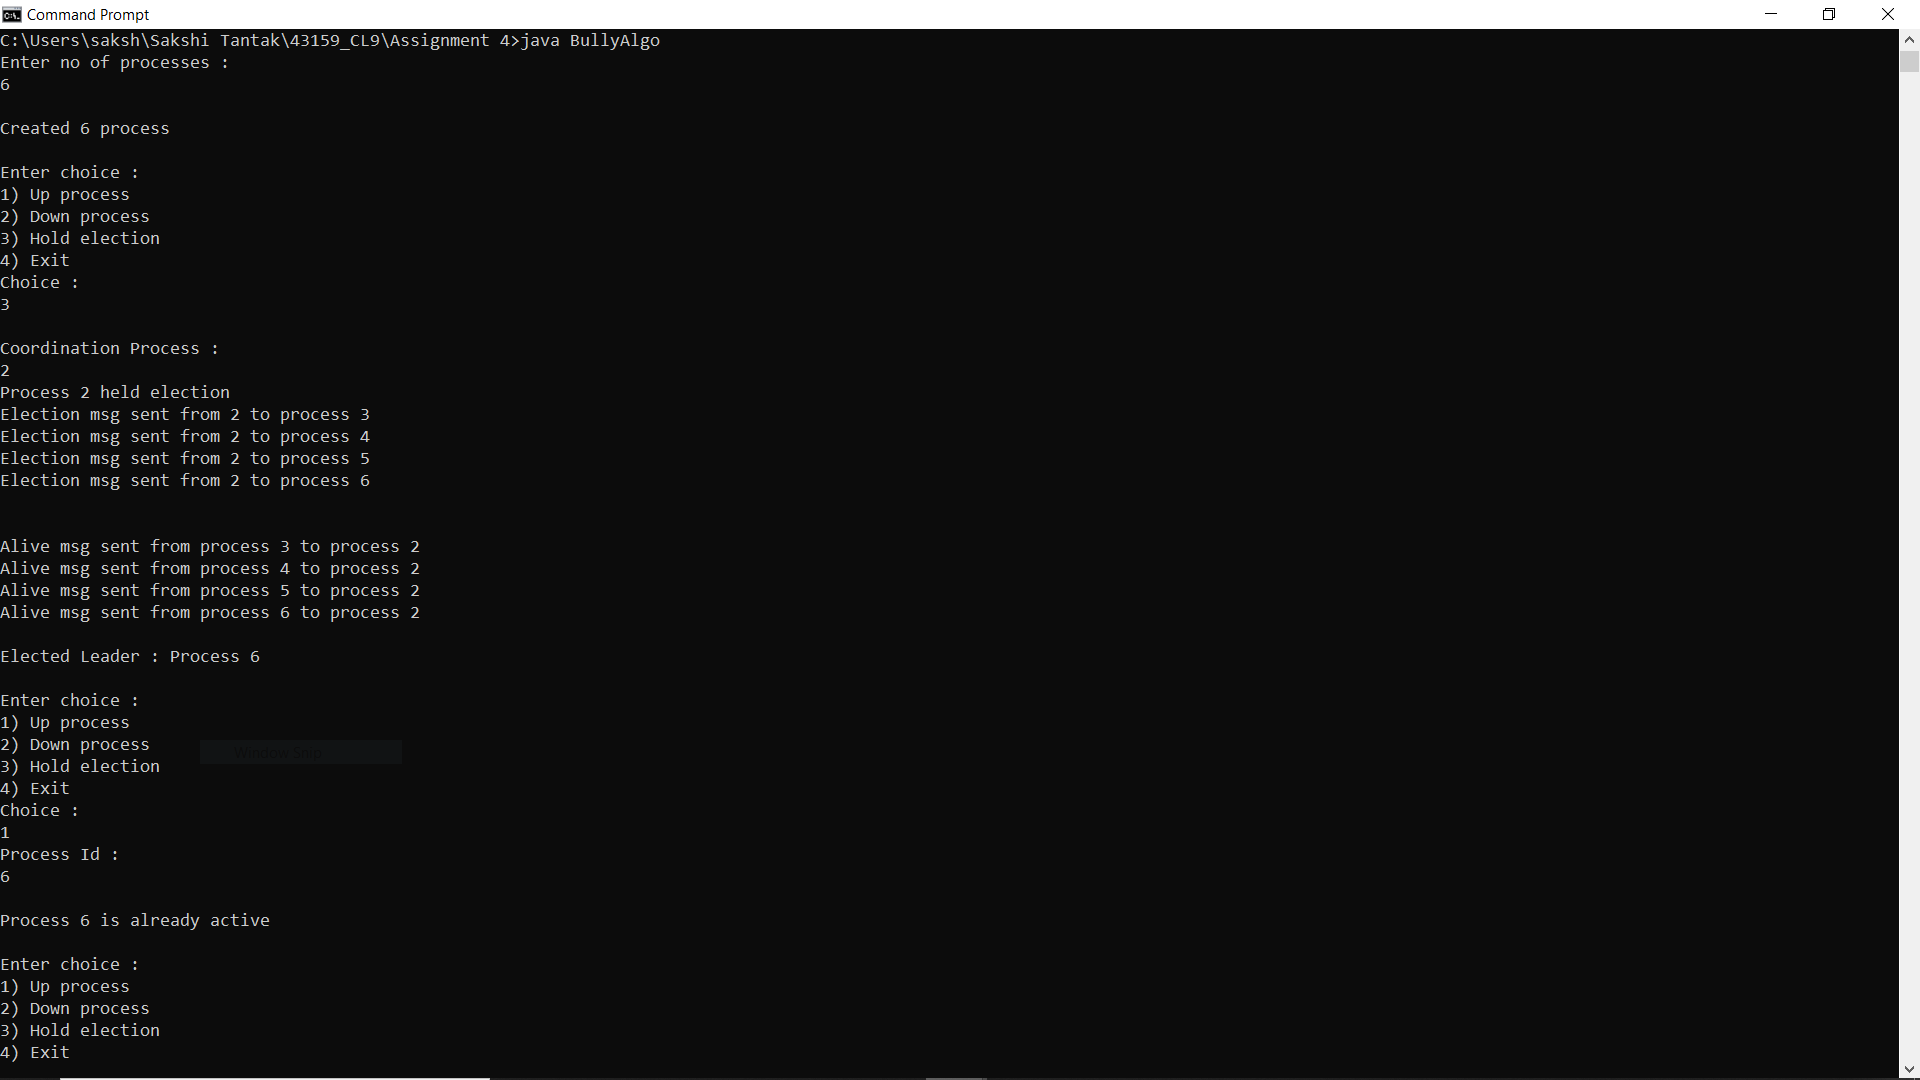 Command Prompt
C:\Users\saksh\Sakshi Tantak\43159_CL9\Assignment 4>java BullyAlgo
Enter no of processes :
6
Created 6 process
Enter choice :
1) Up process
2) Down process
3) Hold election
4) Exit
Choice :
3
Coordination Process :
2
Process 2 held election
Election msg sent from 2 to process 3
Election msg sent from 2 to process 4
Election msg sent from 2 to process 5
Election msg sent from 2 to process 6
Alive msg sent from process 3 to process 2
Alive msg sent from process 4 to process 2
Alive msg sent from process 5 to process 2
Alive msg sent from process 6 to process 2
Elected Leader : Process 6
Enter choice :
1) Up process
2) Down process
Window Snip
3) Hold election
4) Exit
Choice :
1
Process Id :
6
Process 6 is already active
Enter choice :
1) Up process
2) Down process
3) Hold election
4) Exit